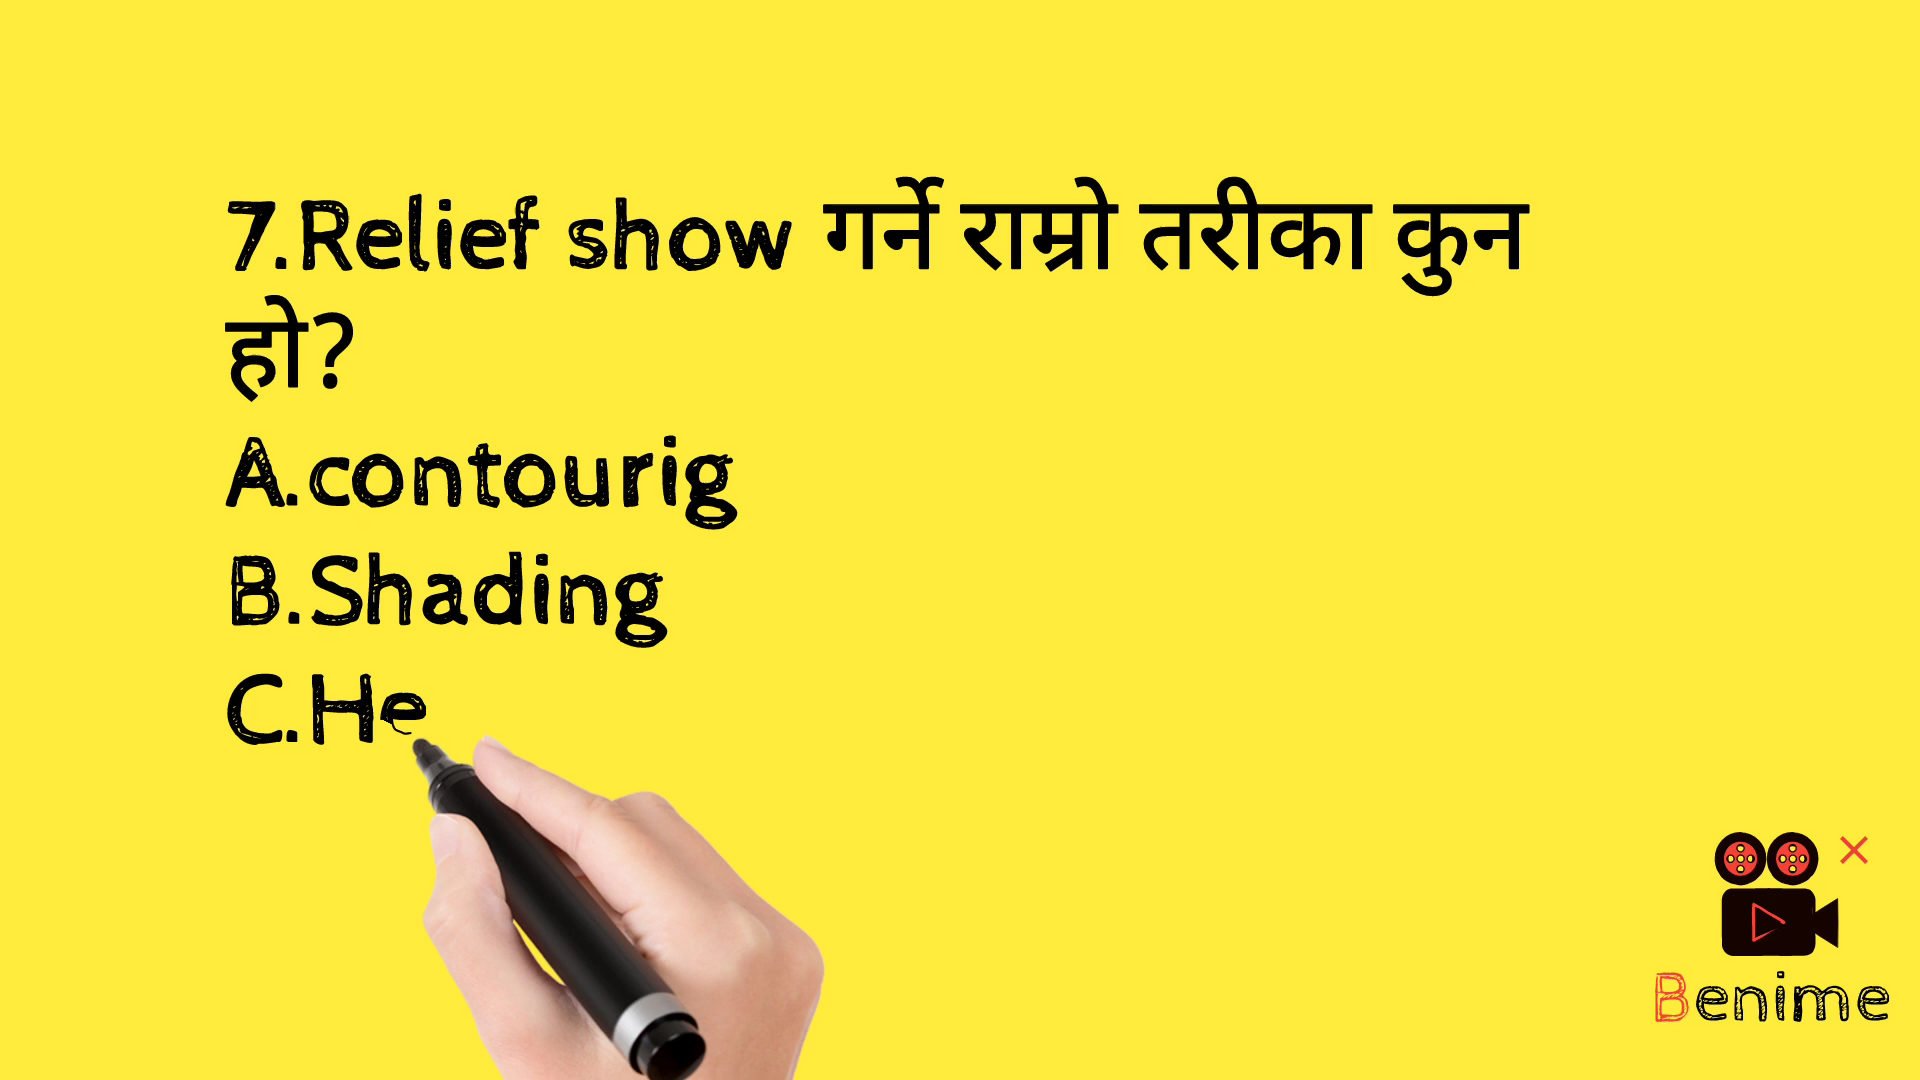 7.Relief show गर्ने राम्रो तरीका कुन
हो?
A.contourig
B.Shading
C.He
Benime